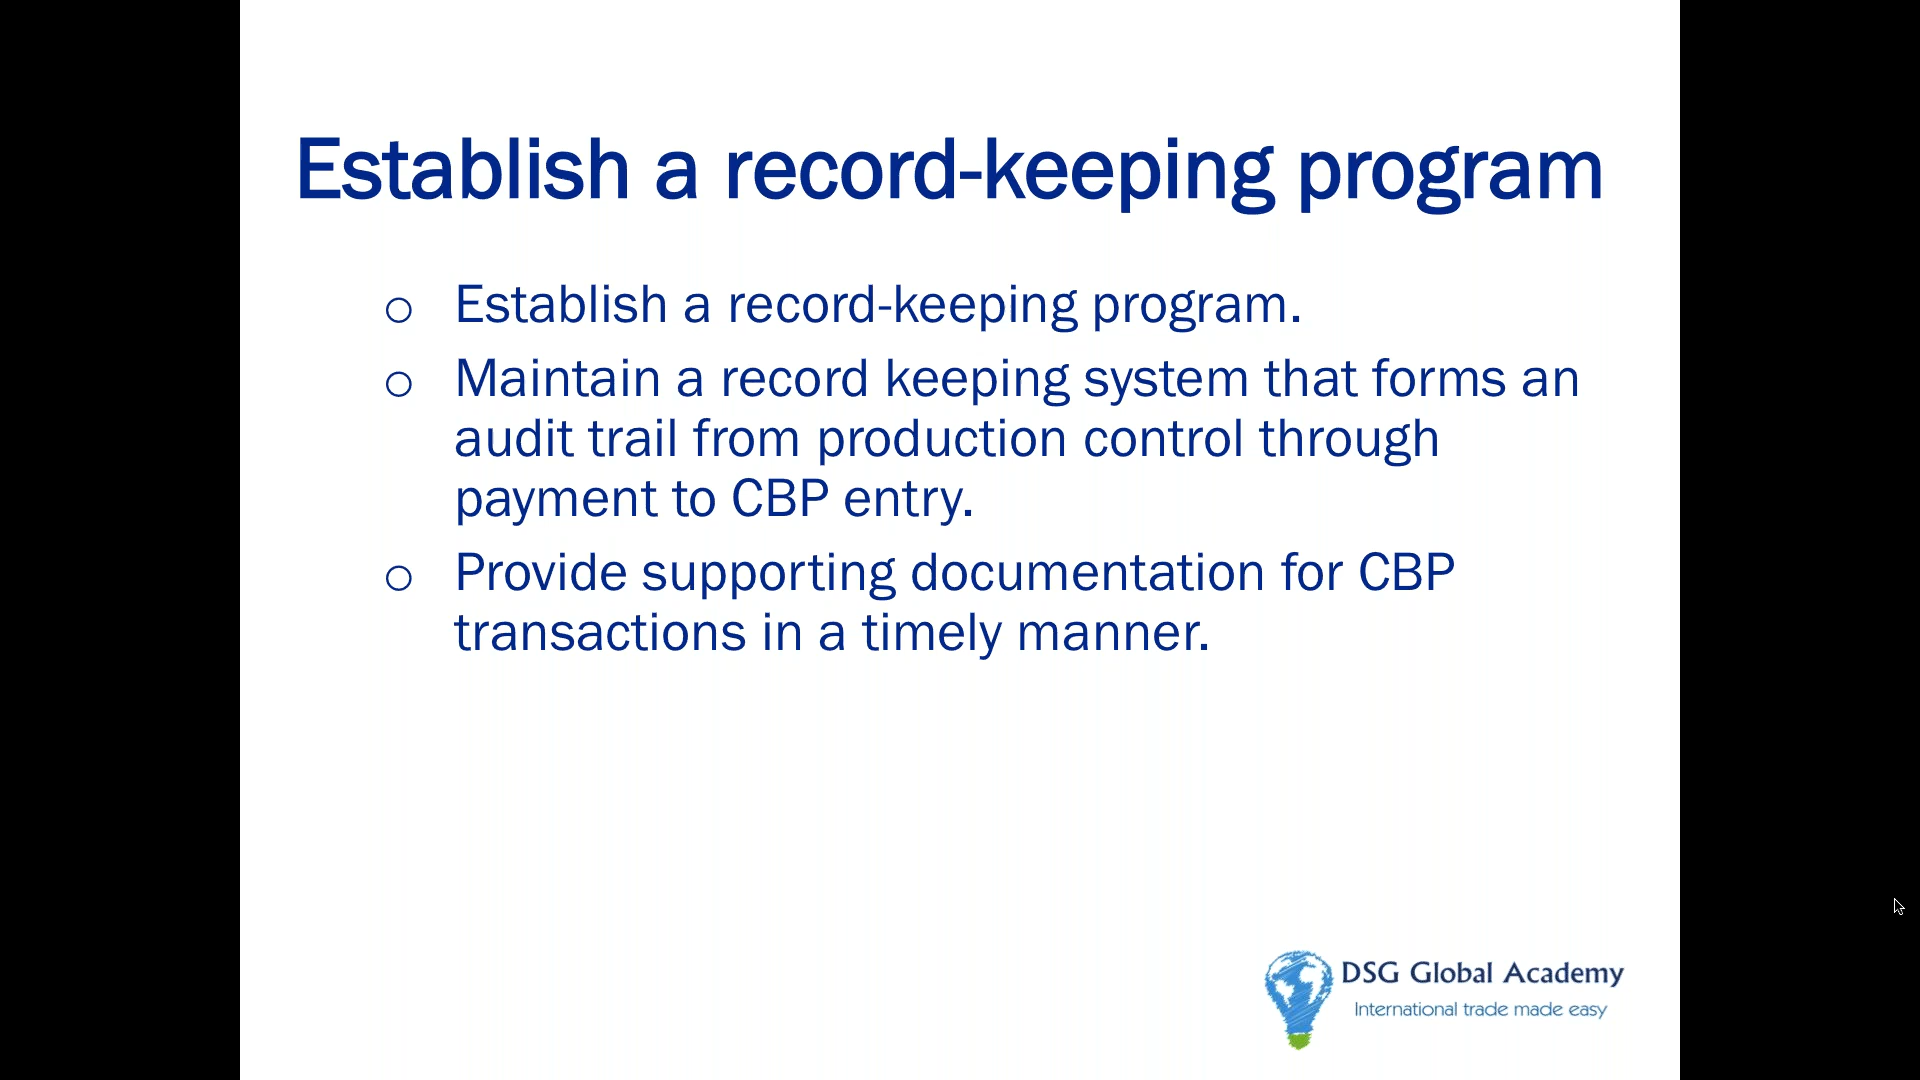 Establish a record-keeping program
o Establish a record-keeping program.
o Maintain a record keeping system that forms an
audit trail from production control through
payment to CBP entry.
o Provide supporting documentation for CBP
transactions in a timely manner.
DSG Global Academy
International trade made easy